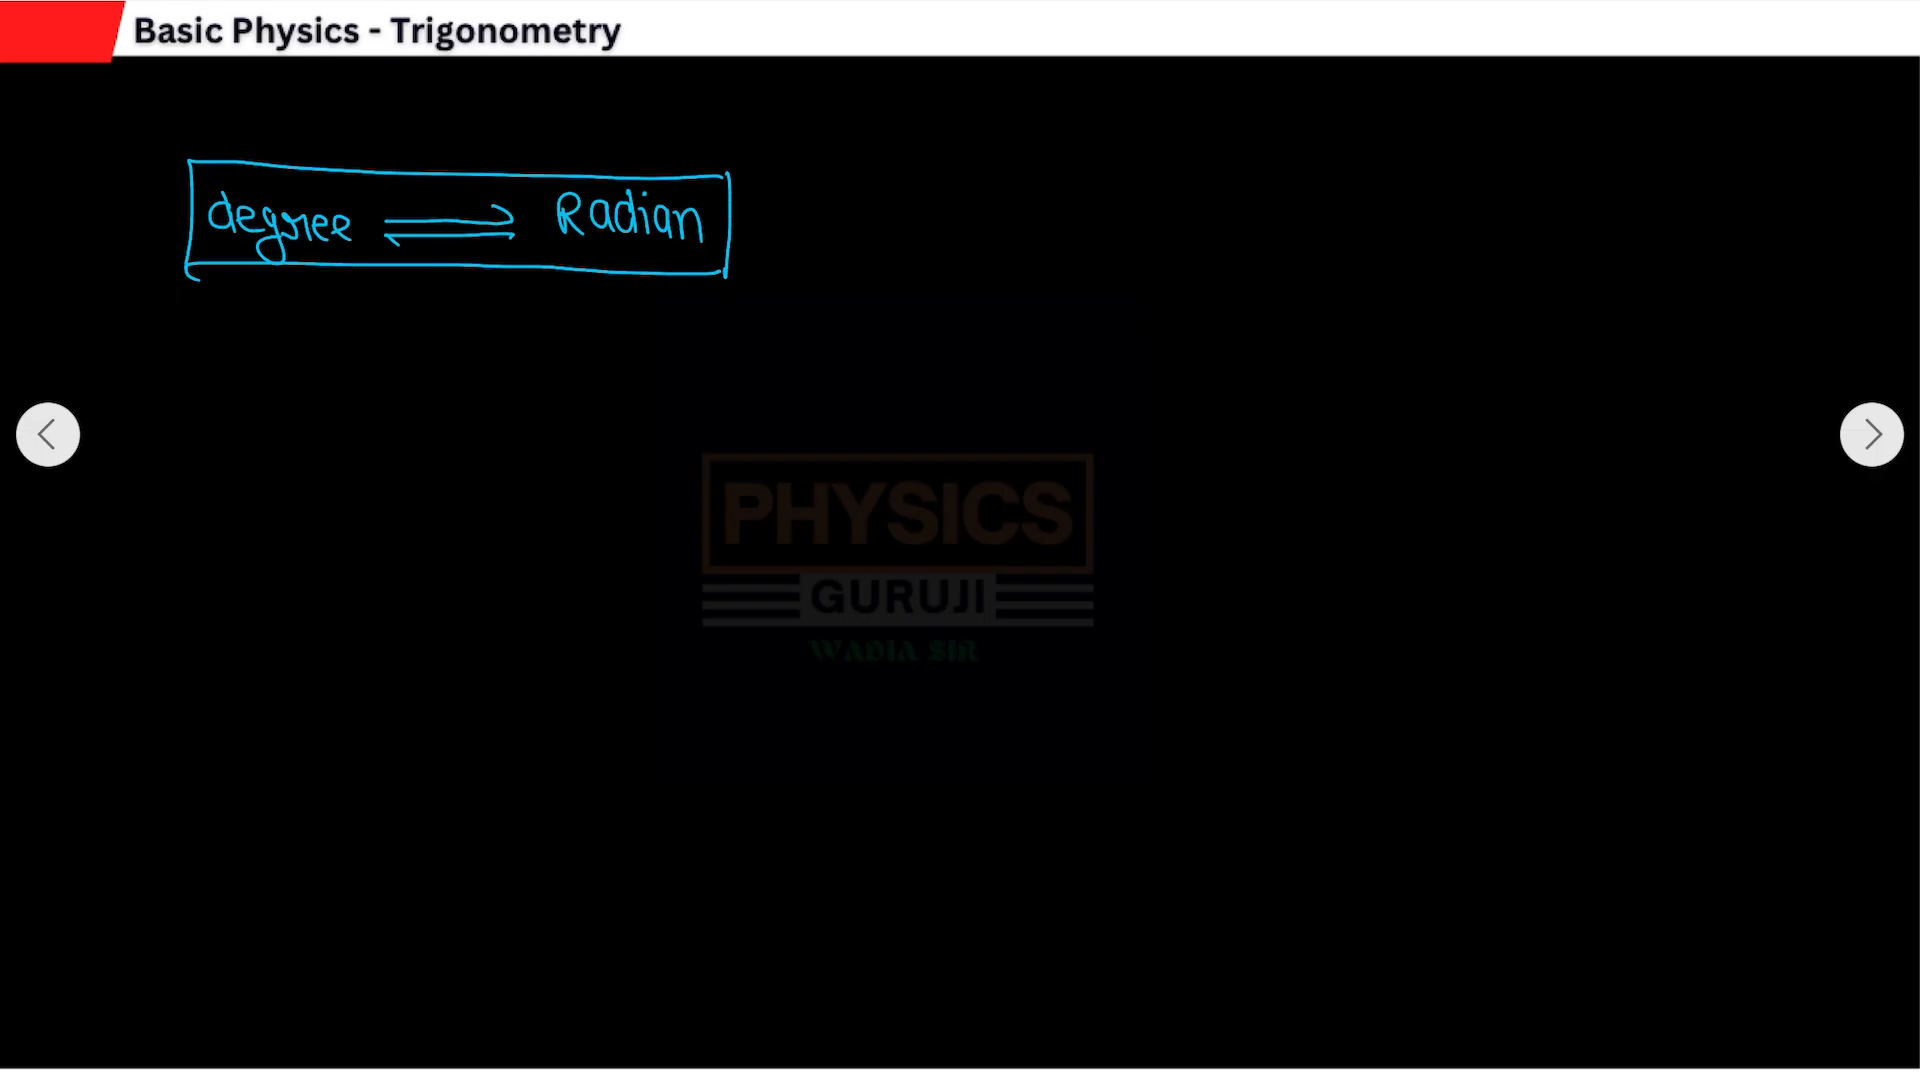 Basic Physics - Trigonometry
degree ⇌ Radian
PHYSICS
GURUJI
WADIA SIR